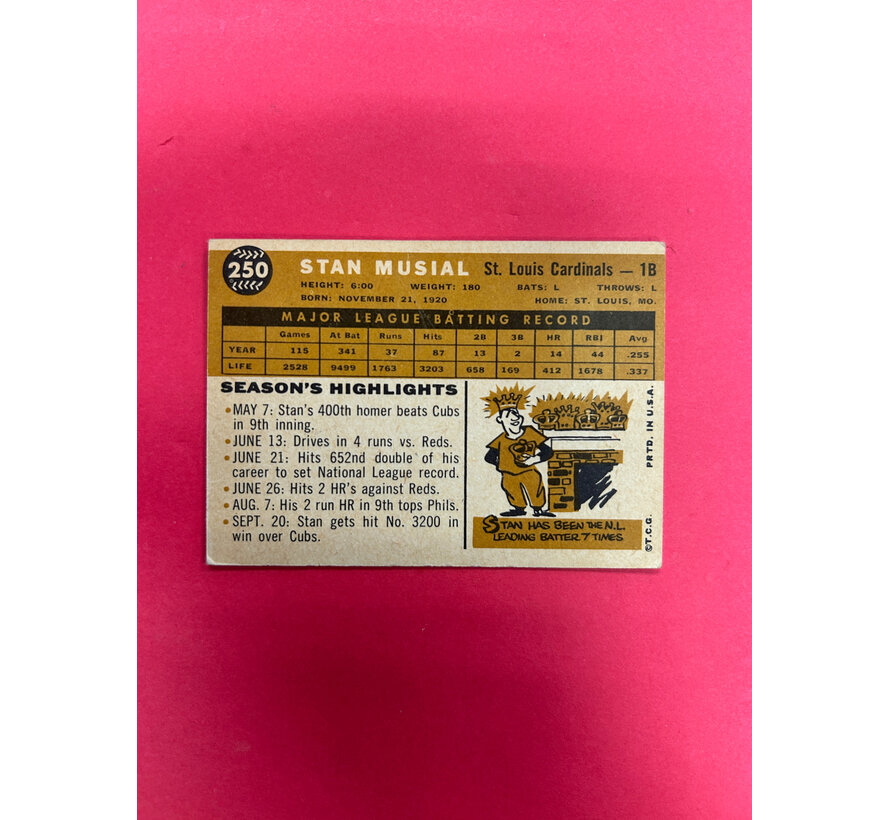 250
STAN MUSIAL St. Louis Cardinals — 1B
HEIGHT: 6:00 WEIGHT: 180 BATS: L THROWS: L
BORN: NOVEMBER 21, 1920 HOME: ST. LOUIS, MO.
MAJOR LEAGUE BATTING RECORD
Games At Bat Runs Hits 2B 3B HR RBI Avg
YEAR 115 341 37 87 13 2 14 44 .255
LIFE 2528 9499 1763 3203 658 169 412 1678 .337
SEASON'S HIGHLIGHTS
•MAY 7: Stan's 400th homer beats Cubs
in 9th inning.
•JUNE 13: Drives in 4 runs vs. Reds.
•JUNE 21: Hits 652nd double of his
career to set National League record.
•JUNE 26: Hits 2 HR's against Reds.
•AUG. 7: His 2 run HR in 9th tops Phils.
•SEPT. 20: Stan gets hit No. 3200 in
win over Cubs.
STAN HAS BEEN THE N.L.
LEADING BATTER 7 TIMES
©T.C.G. PRTD. IN U.S.A.